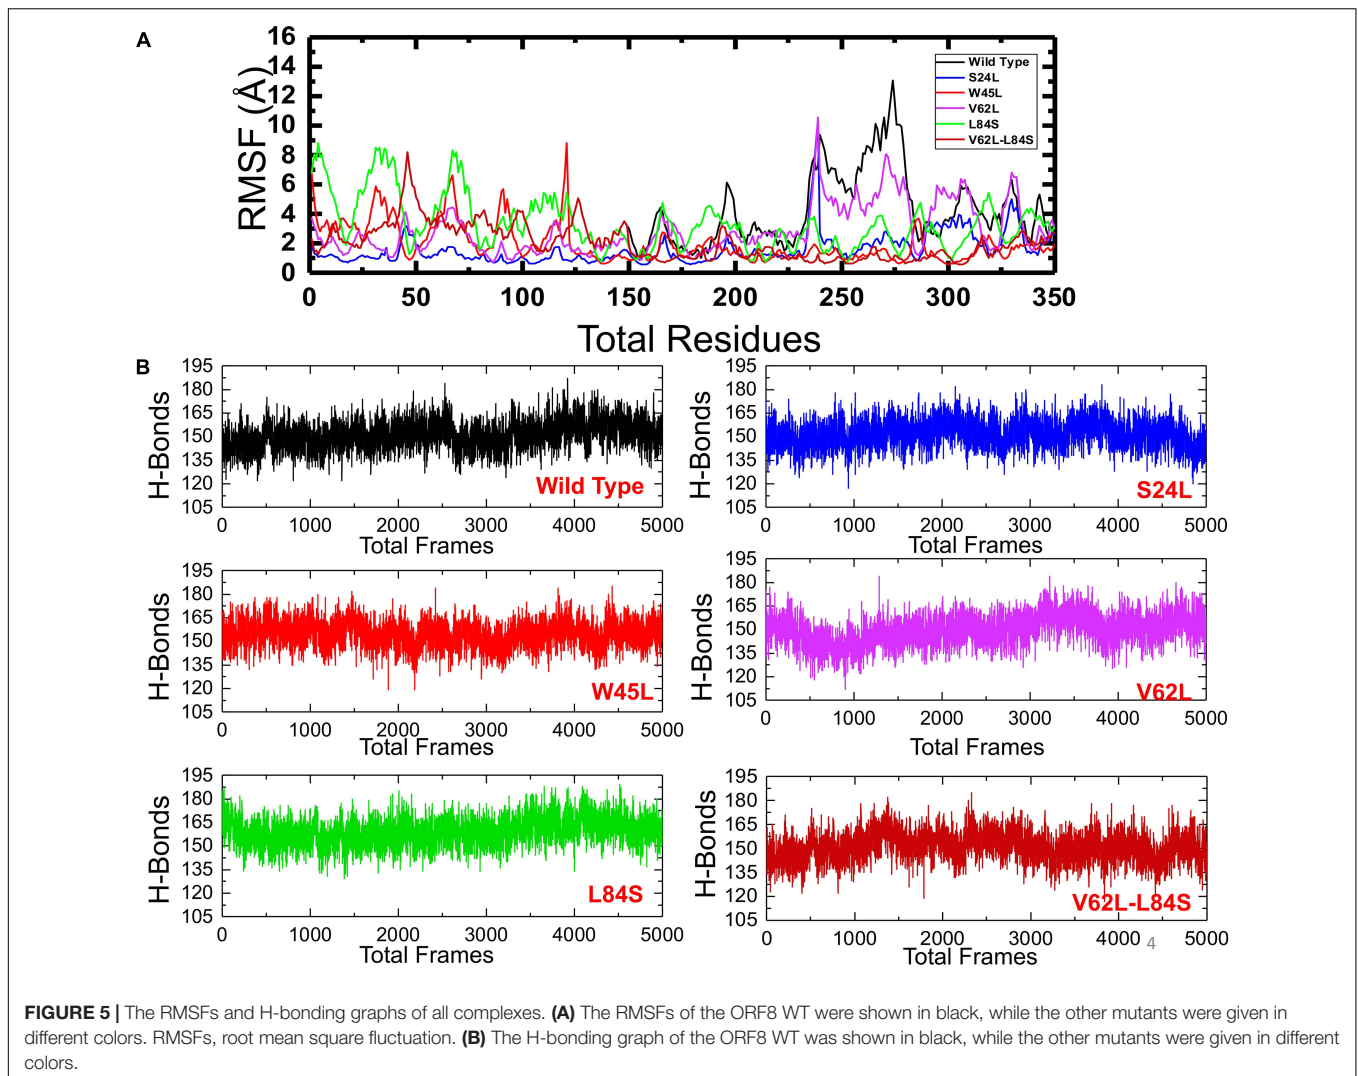 A
RMSF (Å)
16
14
12
10
8
6
4
2
0
Wild Type
S24L
W45L
V62L
L84S
V62L-L84S
0 50 100 150 200 250 300 350
Total Residues
B
H-Bonds
195
180
165
150
135
120
105
Wild Type
0 1000 2000 3000 4000 5000
Total Frames
H-Bonds
195
180
165
150
135
120
105
S24L
0 1000 2000 3000 4000 5000
Total Frames
H-Bonds
195
180
165
150
135
120
105
W45L
0 1000 2000 3000 4000 5000
Total Frames
H-Bonds
195
180
165
150
135
120
105
V62L
0 1000 2000 3000 4000 5000
Total Frames
H-Bonds
195
180
165
150
135
120
105
L84S
0 1000 2000 3000 4000 5000
Total Frames
H-Bonds
195
180
165
150
135
120
105
V62L-L84S
0 1000 2000 3000 4000 5000
4
Total Frames
FIGURE 5 | The RMSFs and H-bonding graphs of all complexes. (A) The RMSFs of the ORF8 WT were shown in black, while the other mutants were given in
different colors. RMSFs, root mean square fluctuation. (B) The H-bonding graph of the ORF8 WT was shown in black, while the other mutants were given in different
colors.